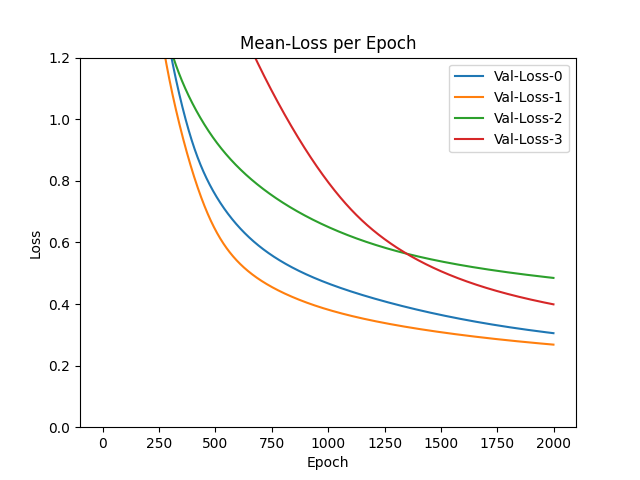 Mean-Loss per Epoch
Val-Loss-0
Val-Loss-1
Val-Loss-2
Val-Loss-3
1.2
1.0
0.8
0.6
0.4
0.2
0.0
Loss
0 250 500 750 1000 1250 1500 1750 2000
Epoch